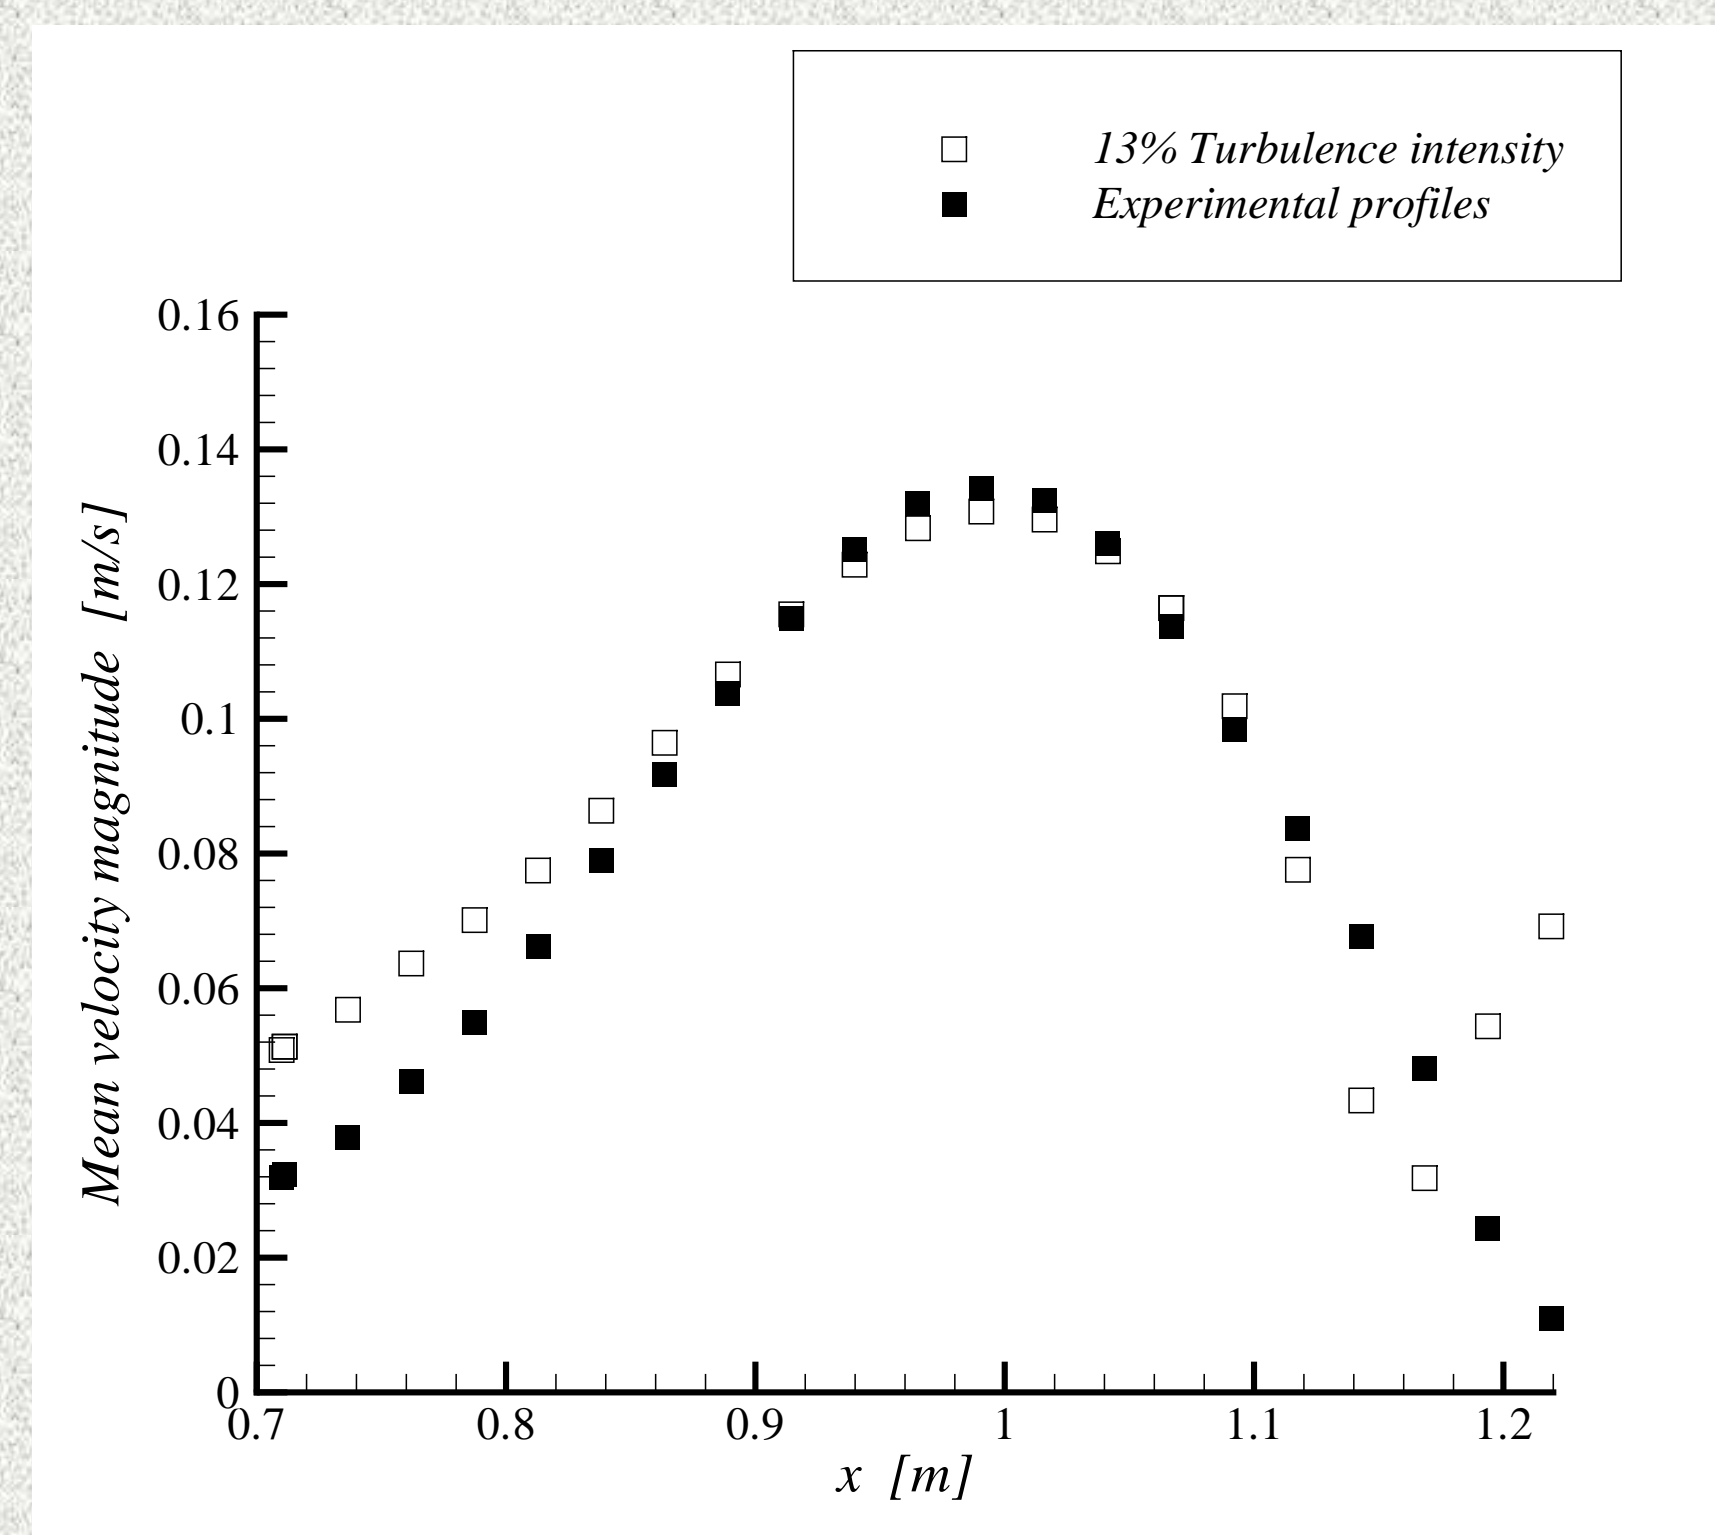 13% Turbulence intensity
Experimental profiles
0.16
0.14
0.12
0.1
0.08
0.06
0.04
0.02
0
Mean velocity magnitude [m/s]
0.7 0.8 0.9 1 1.1 1.2
x [m]